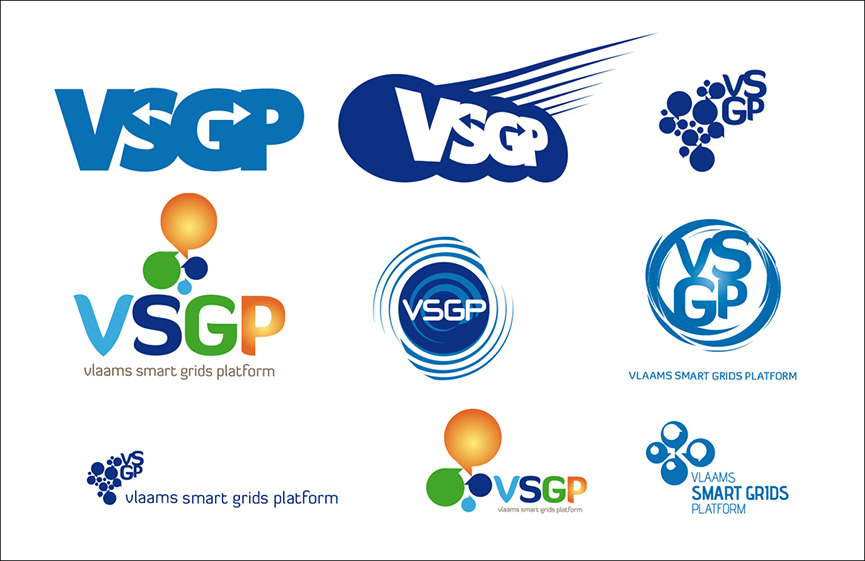 VSGP
VSGP
VS
GP
VSGP
vlaams smart grids platform
VSGP
VS
GP
VLAAMS SMART GRIDS PLATFORM
VS
GP
vlaams smart grids platform
VSGP
vlaams smart grids platform
VLAAMS
SMART GRIDS
PLATFORM